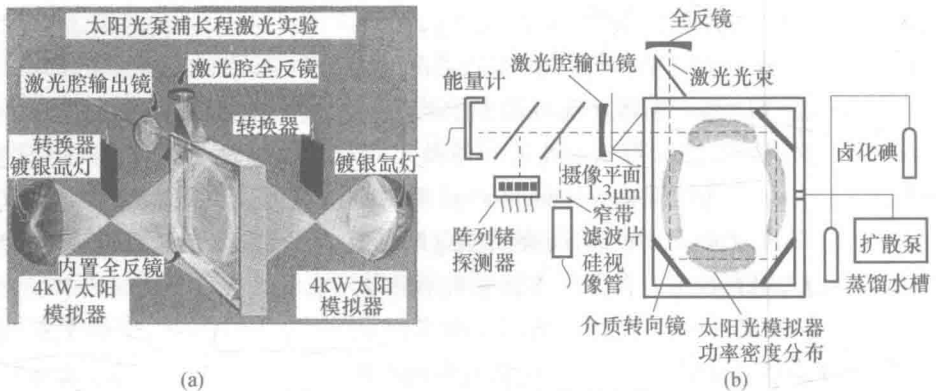 太阳光泵浦长程激光实验
激光腔输出镜
激光腔全反镜
转换器
转换器
镀银氙灯
镀银氙灯
内置全反镜
4kW太阳
模拟器
4kW太阳
模拟器
(a)
全反镜
激光腔输出镜
激光光束
能量计
卤化碘
摄像平面
1.3μm
窄带
滤波片
硅视
像管
阵列锗
探测器
扩散泵
蒸馏水槽
介质转向镜
太阳光模拟器
功率密度分布
(b)